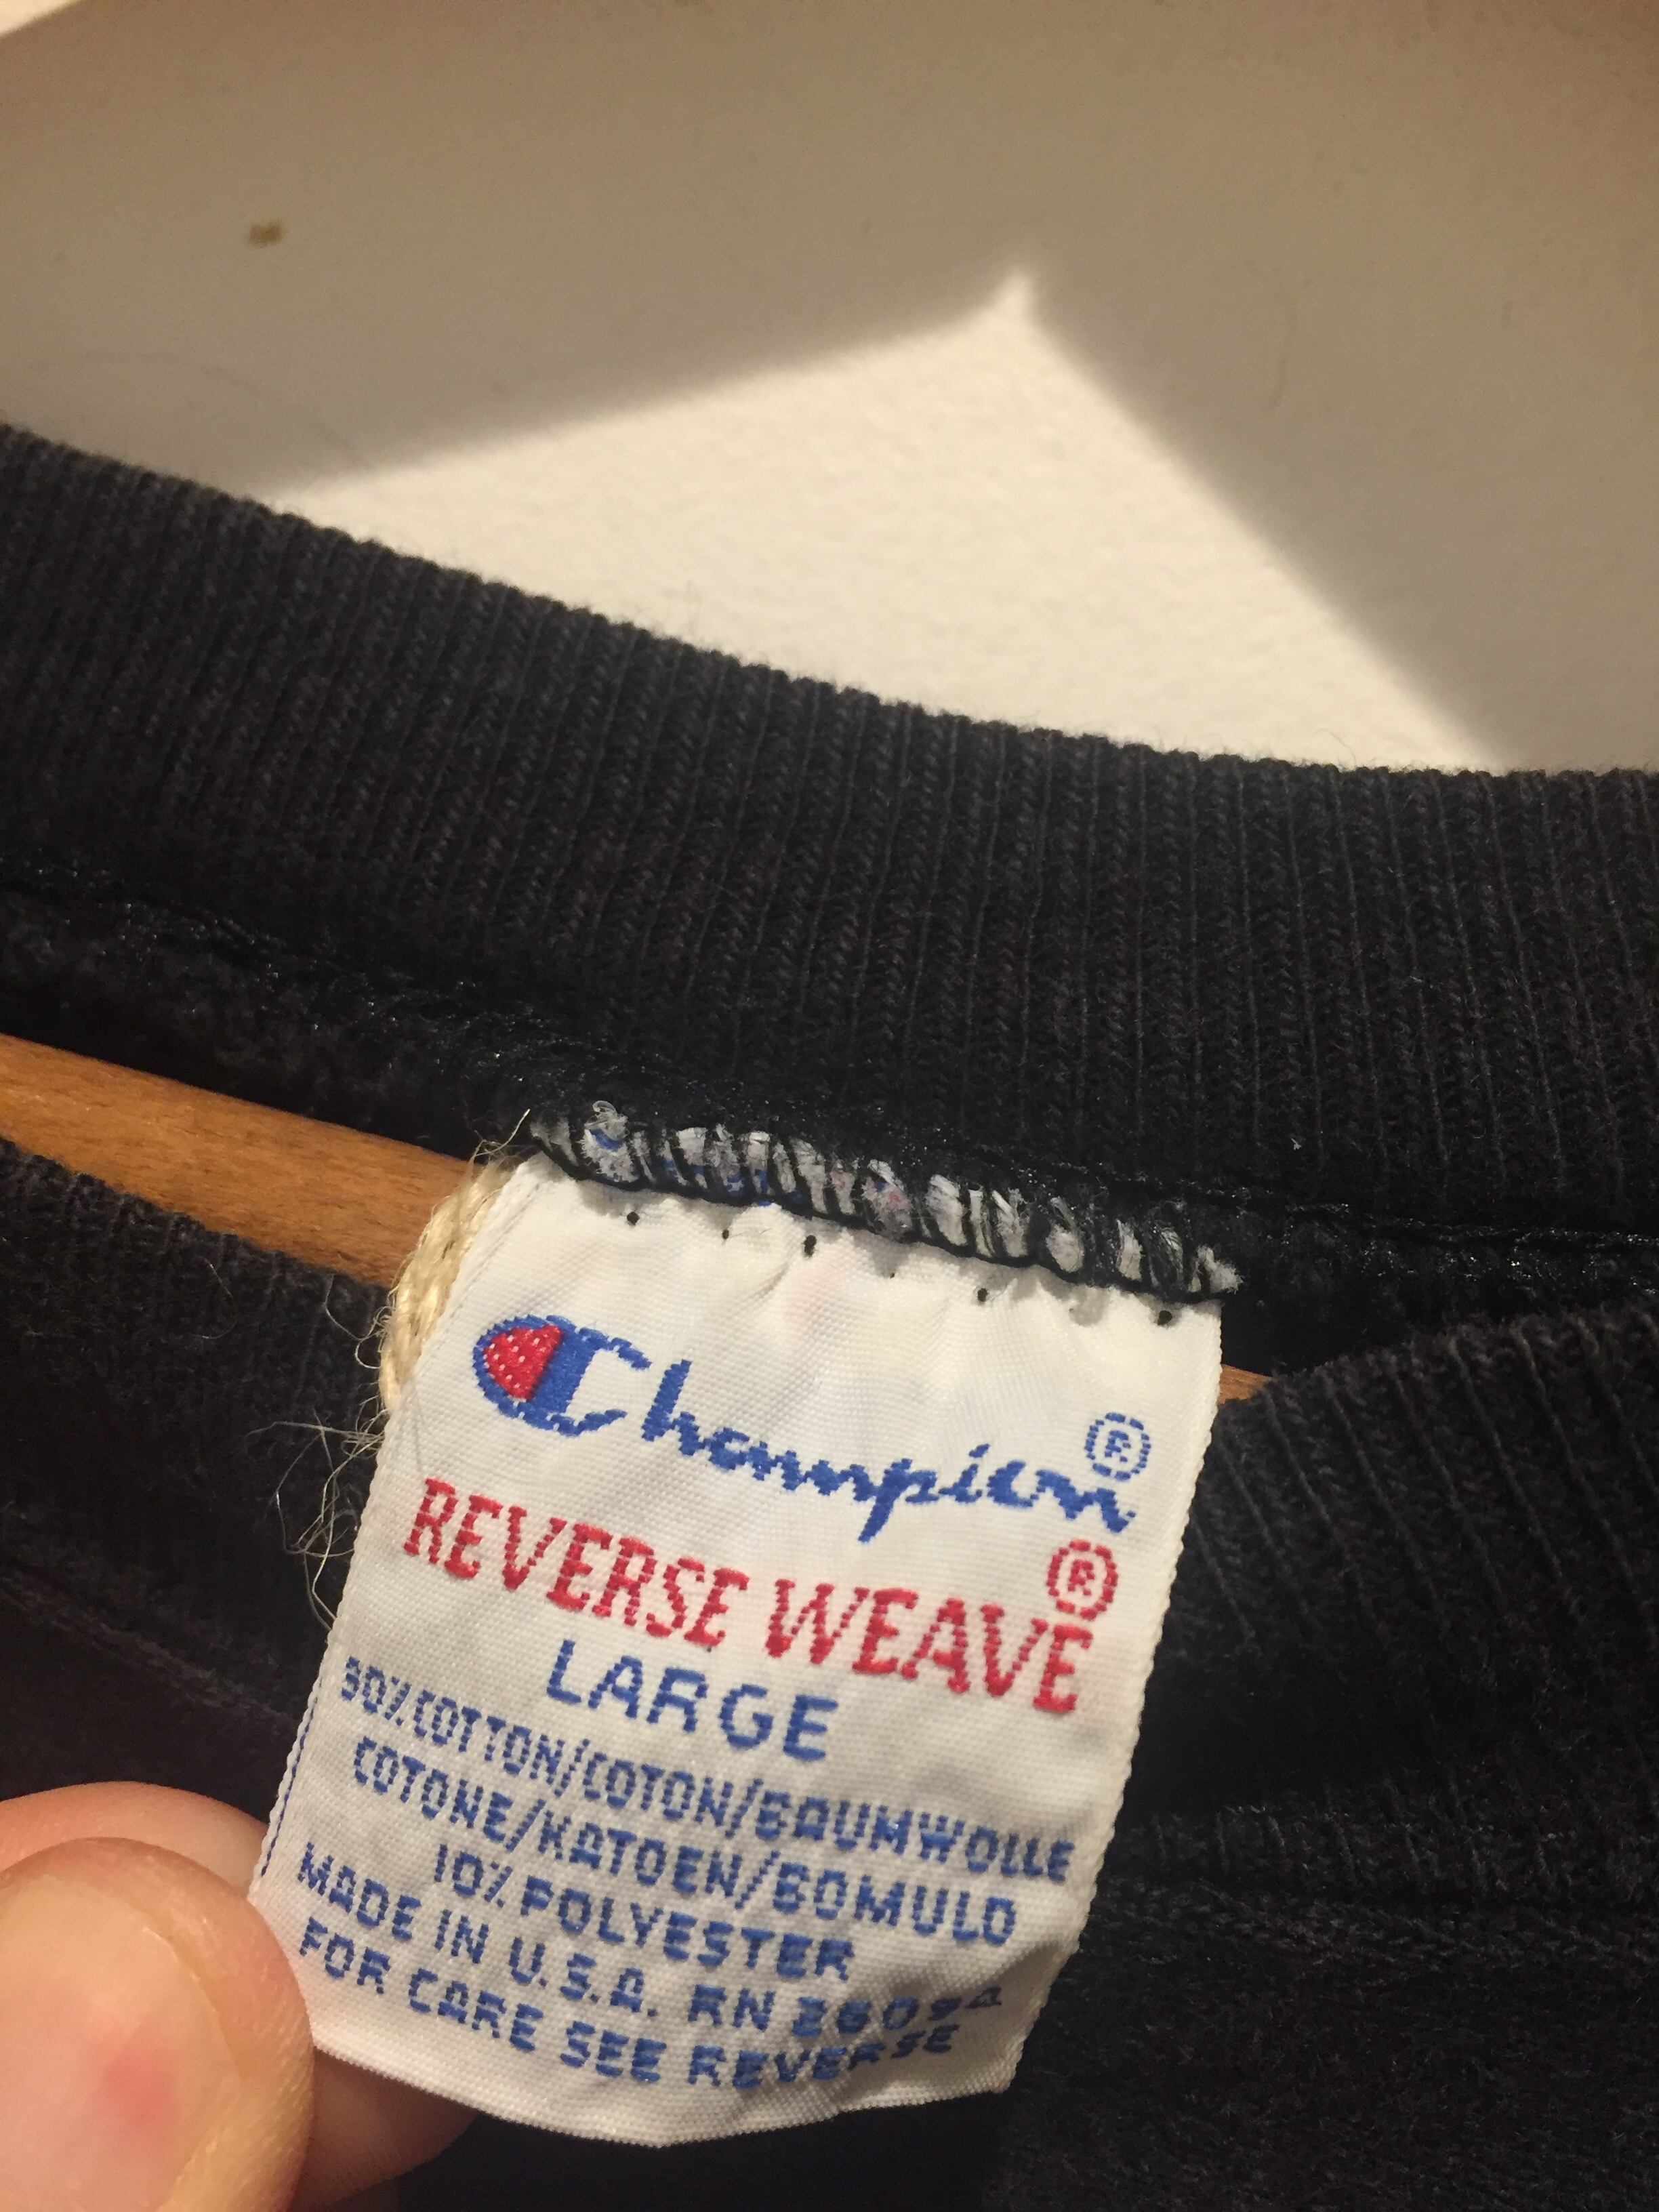 Champion®
REVERSE WEAVE®
LARGE
90% COTTON/COTON/BAUMWOLLE
COTONE/KATOEN/BOMULD
10% POLYESTER
MADE IN U.S.A. RN 26094
FOR CARE SEE REVERSE